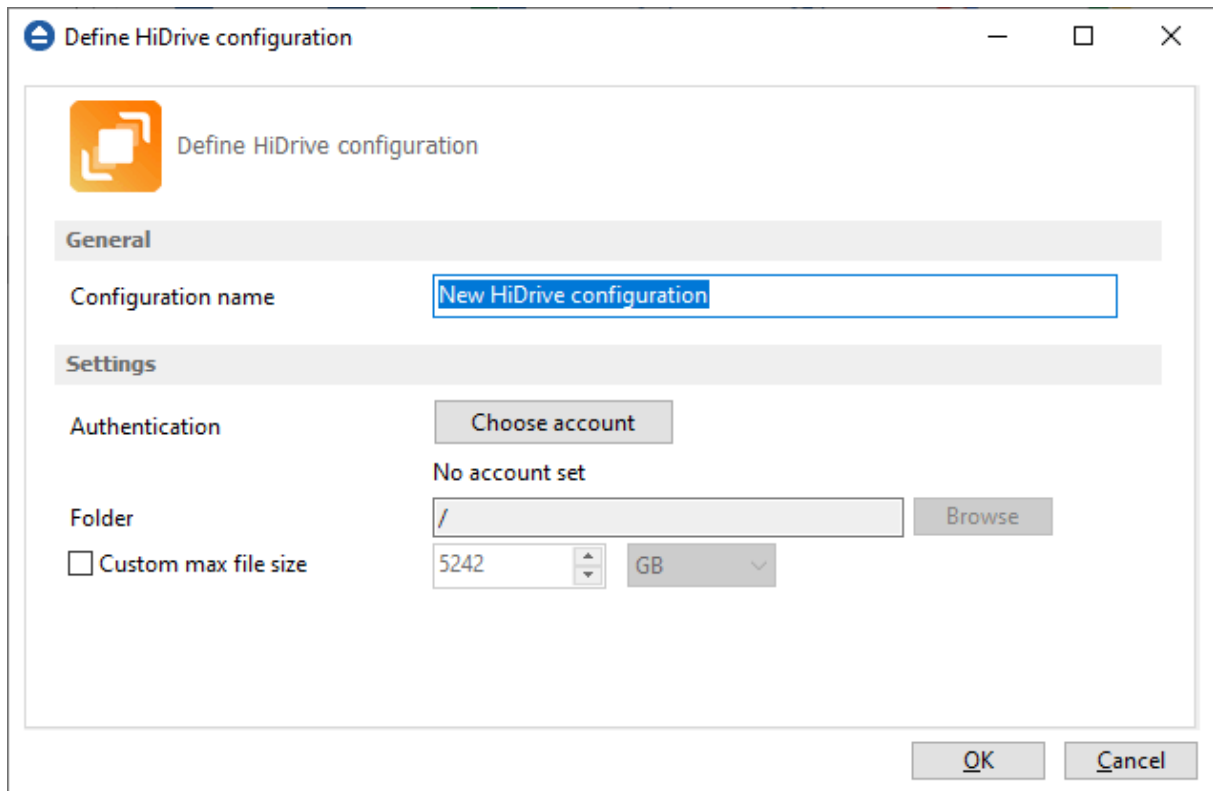 Define HiDrive configuration
Define HiDrive configuration
General
Configuration name New HiDrive configuration
Settings
Authentication Choose account
No account set
Folder / Browse
Custom max file size 5242 GB
OK Cancel